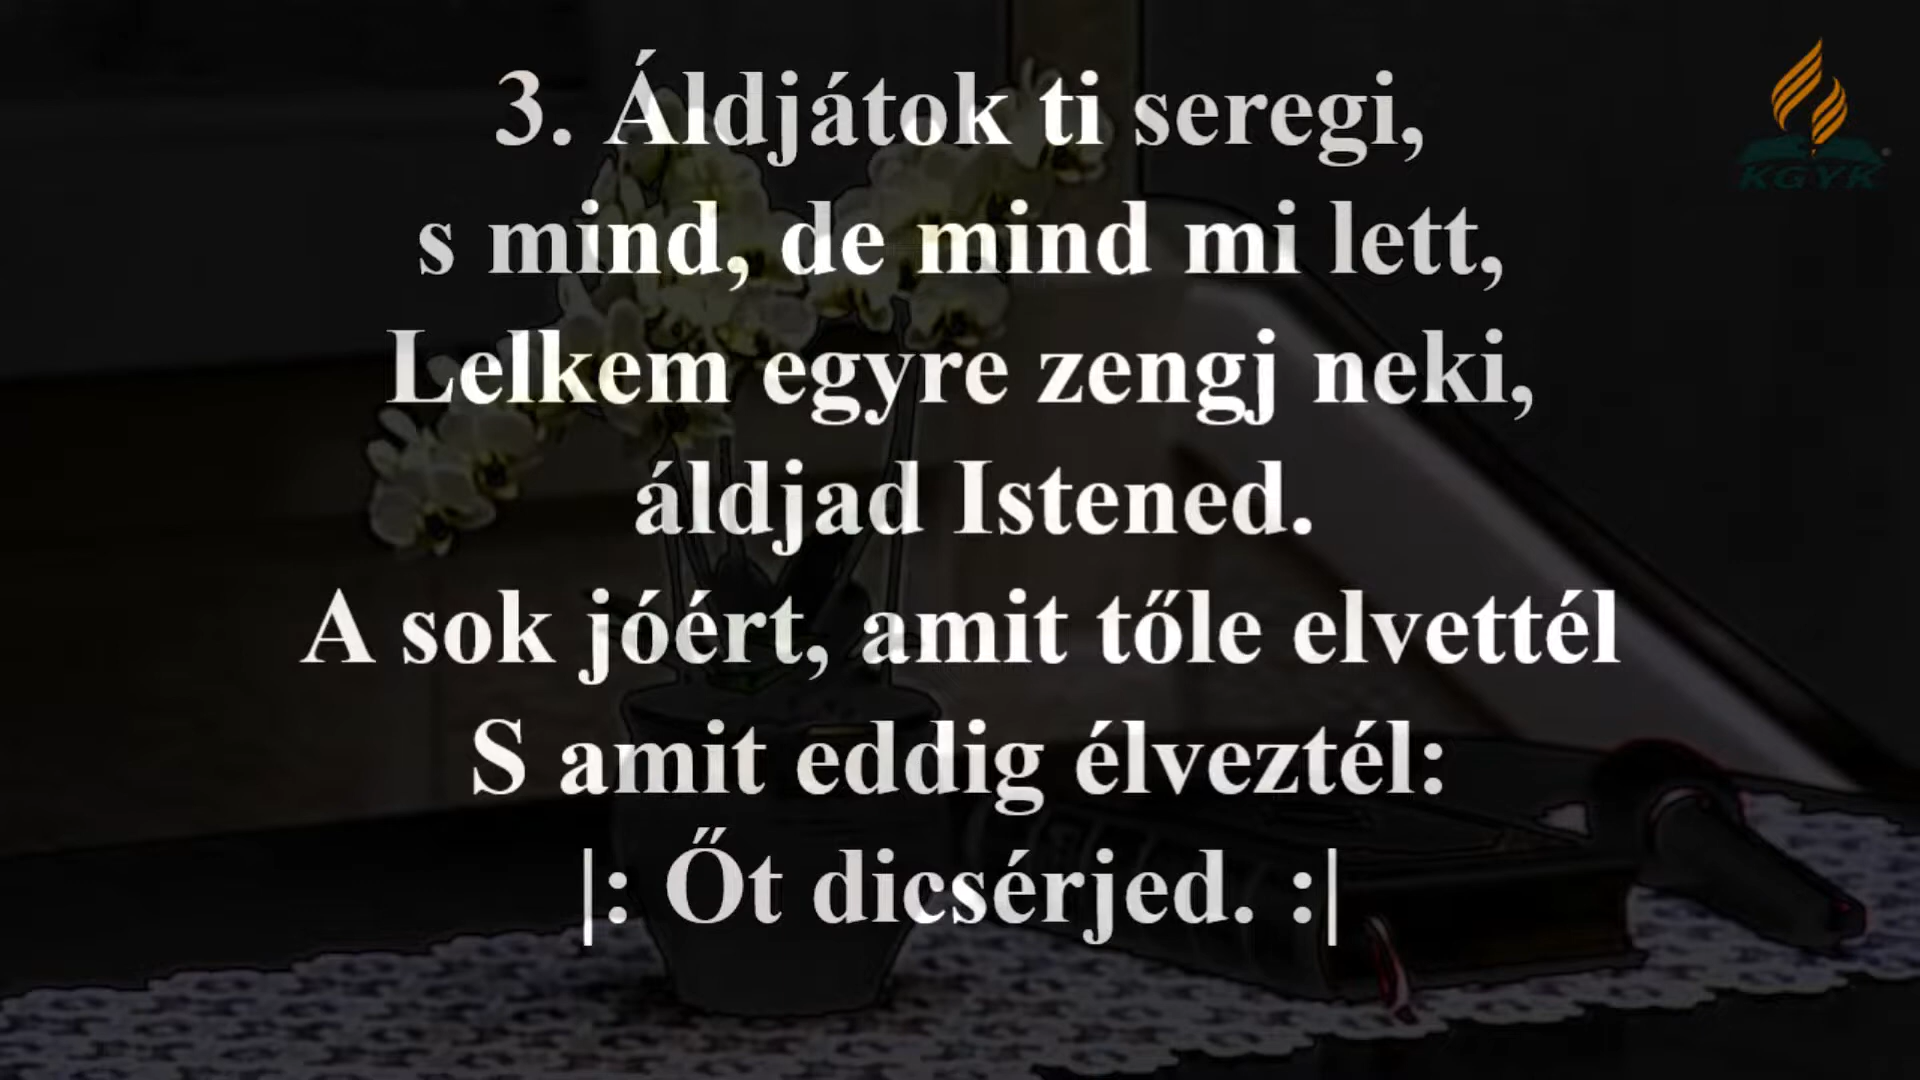 3. Áldjátok ti seregi,
s mind, de mind mi lett,
Lelkem egyre zengj neki,
áldjad Istened.
A sok jóért, amit tőle elvettél
S amit eddig élveztél:
|: Őt dicsérjed. :|
KGYK